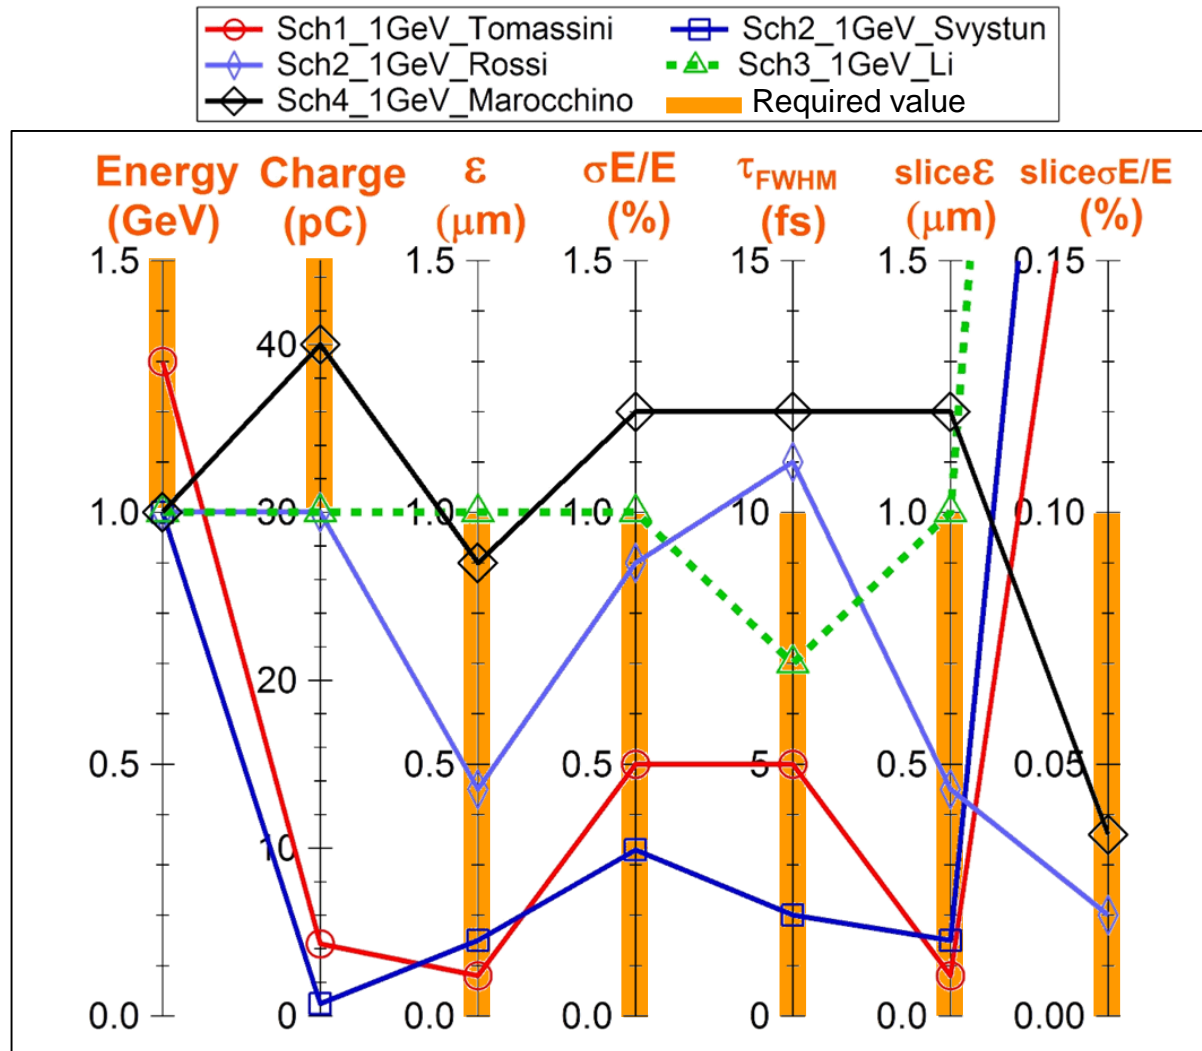 Sch1_1GeV_Tomassini Sch2_1GeV_Svystun
Sch2_1GeV_Rossi Sch3_1GeV_Li
Sch4_1GeV_Marocchino Required value
Energy Charge ε σE/E τFWHM sliceε sliceσE/E
(GeV) (pC) (μm) (%) (fs) (μm) (%)
1.5 1.5 1.5 15 1.5 0.15
40
1.0 30 1.0 1.0 10 1.0 0.10
20
0.5 0.5 0.5 5 0.5 0.05
10
0.0 0 0.0 0.0 0 0.0 0.00